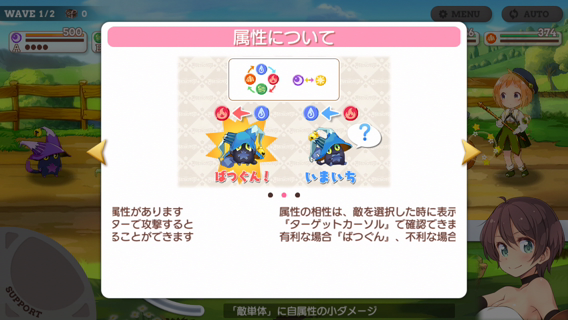 WAVE 1/2
0
MENU
AUTO
500
374
属性について
ばつぐん！
?
いまいち
属性があります
ターで攻撃すると
ることができます
属性の相性は、敵を選択した時に表示
「ターゲットカーソル」で確認できま
有利な場合「ばつぐん」、不利な場合
SUPPORT
「敵単体」に自属性の小ダメージ